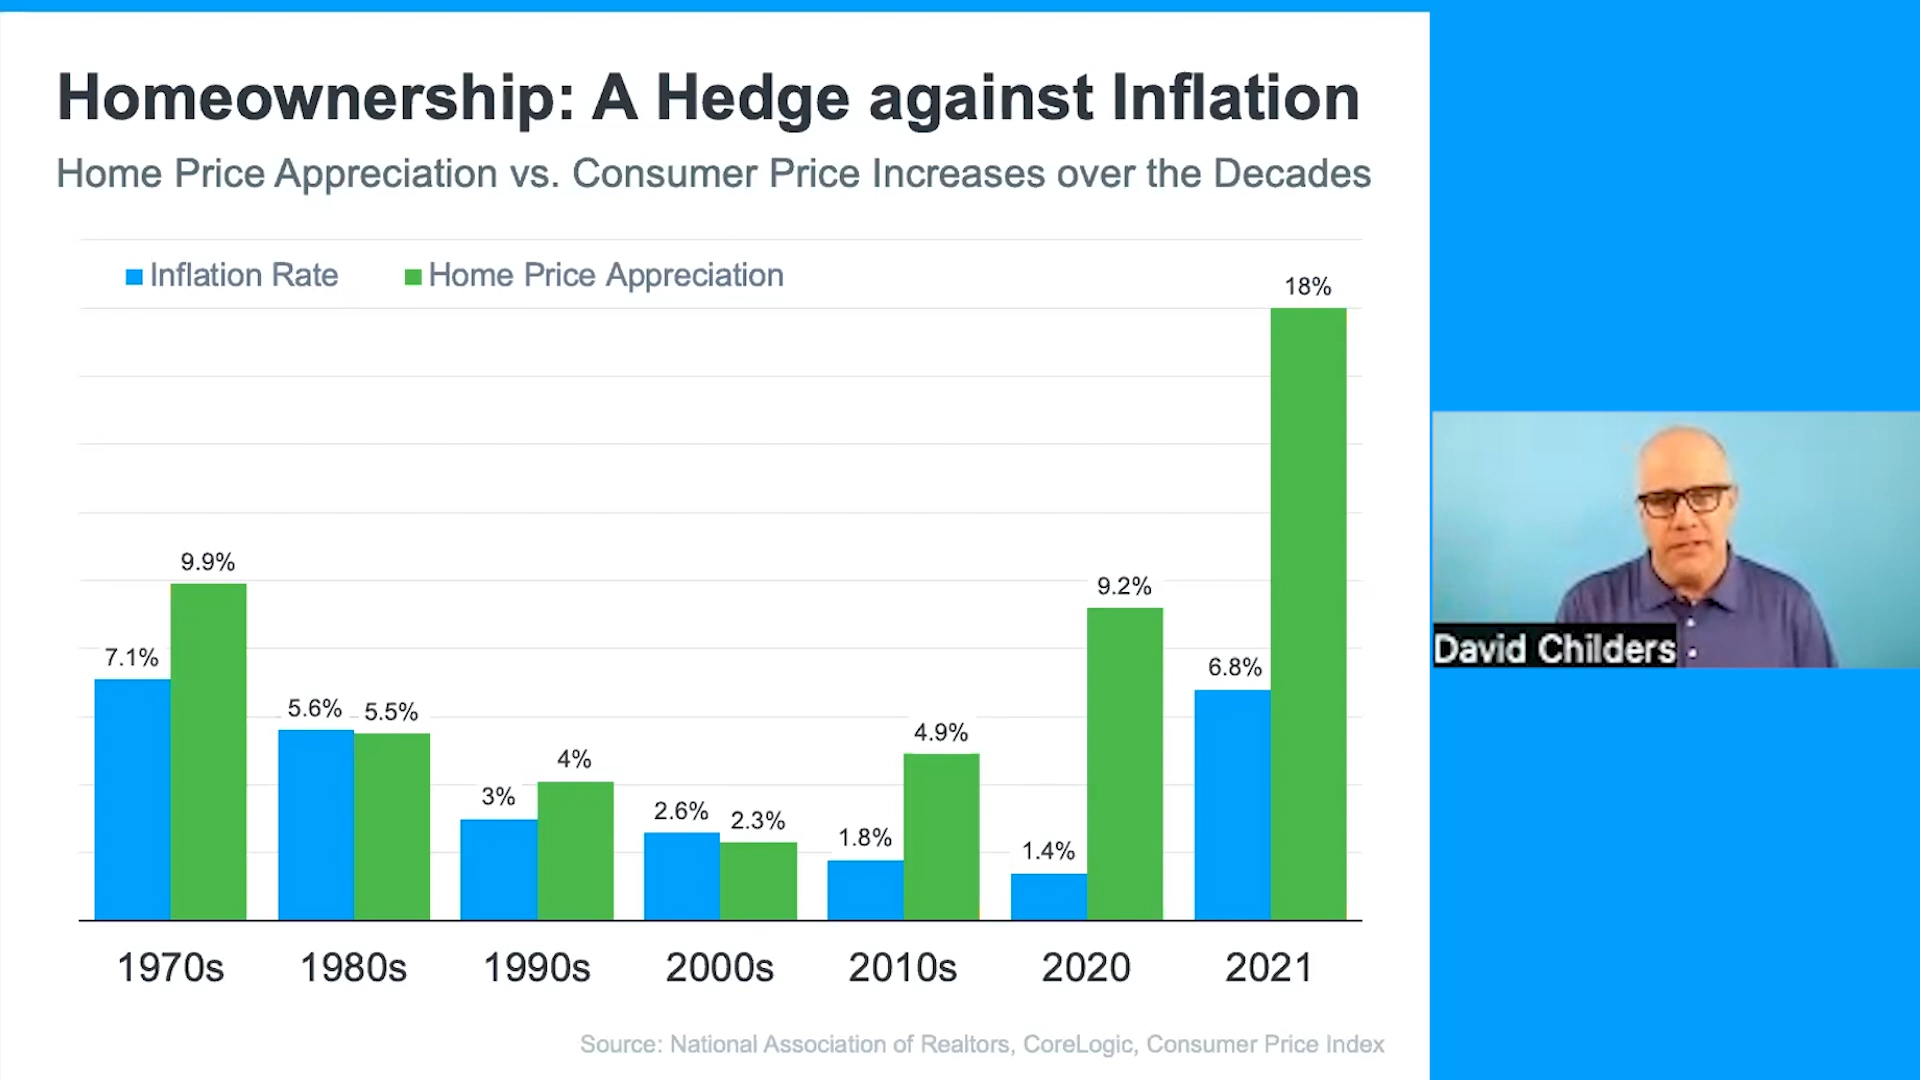 Homeownership: A Hedge against Inflation
Home Price Appreciation vs. Consumer Price Increases over the Decades
Inflation Rate
Home Price Appreciation
18%
9.9%
9.2%
7.1%
6.8%
5.6%
5.5%
4.9%
4%
3%
2.6%
2.3%
1.8%
1.4%
1970s
1980s
1990s
2000s
2010s
2020
2021
Source: National Association of Realtors, CoreLogic, Consumer Price Index
David Childers